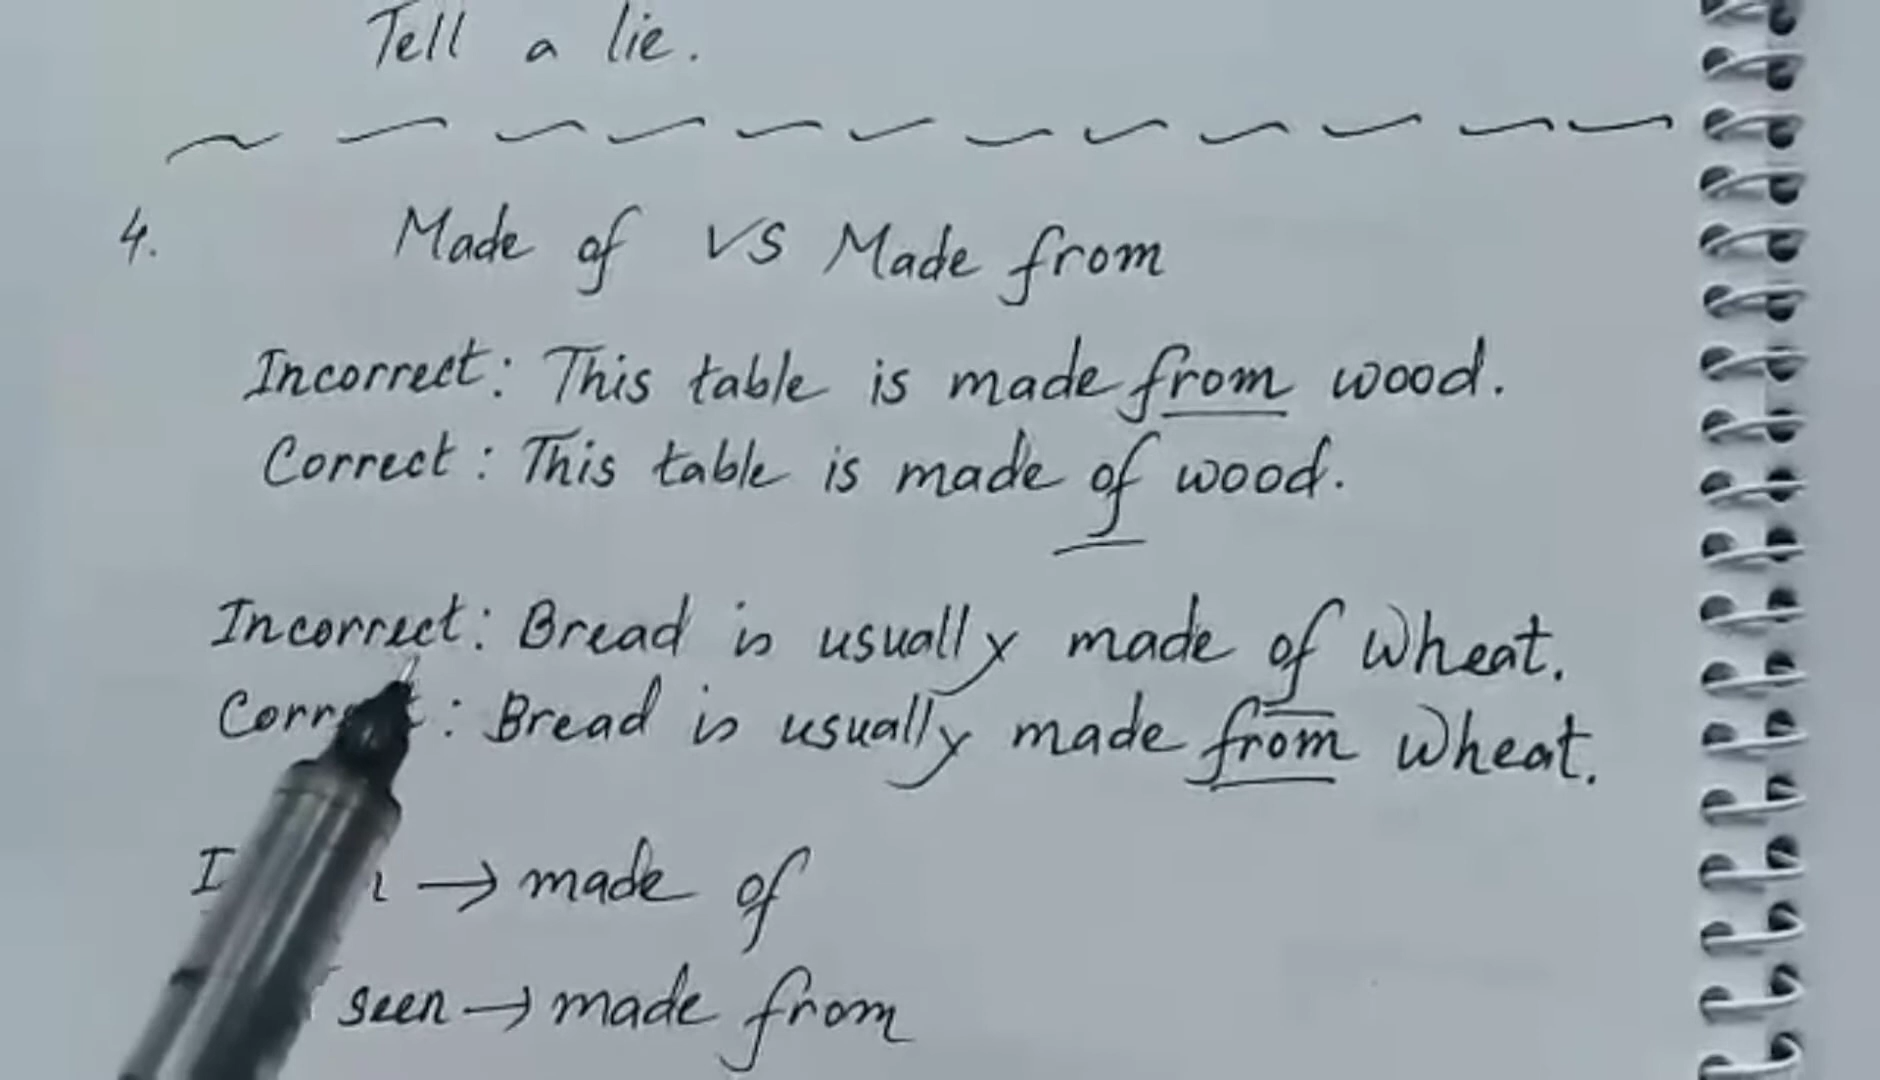 Tell a lie.
4. Made of VS Made from
Incorrect: This table is made from wood.
Correct: This table is made of wood.
Incorrect: Bread is usually made of wheat.
: Bread is usually made from wheat.
→ made of
seen → made from